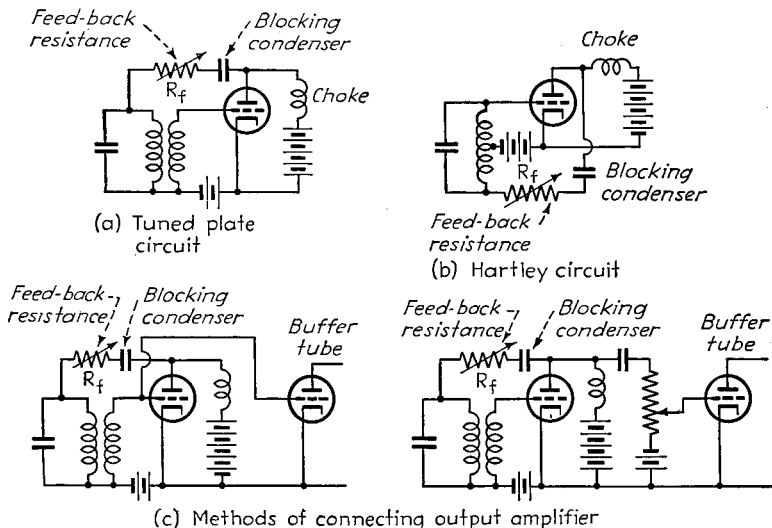 Feed-back
resistance
Blocking
condenser
Rf
Choke
(a) Tuned plate
circuit
Choke
Rf
Blocking
condenser
Feed-back
resistance
(b) Hartley circuit
Feed-back
resistance
Blocking
condenser
Rf
Buffer
tube
Feed-back
resistance
Blocking
condenser
Rf
Buffer
tube
(c) Methods of connecting output amplifier